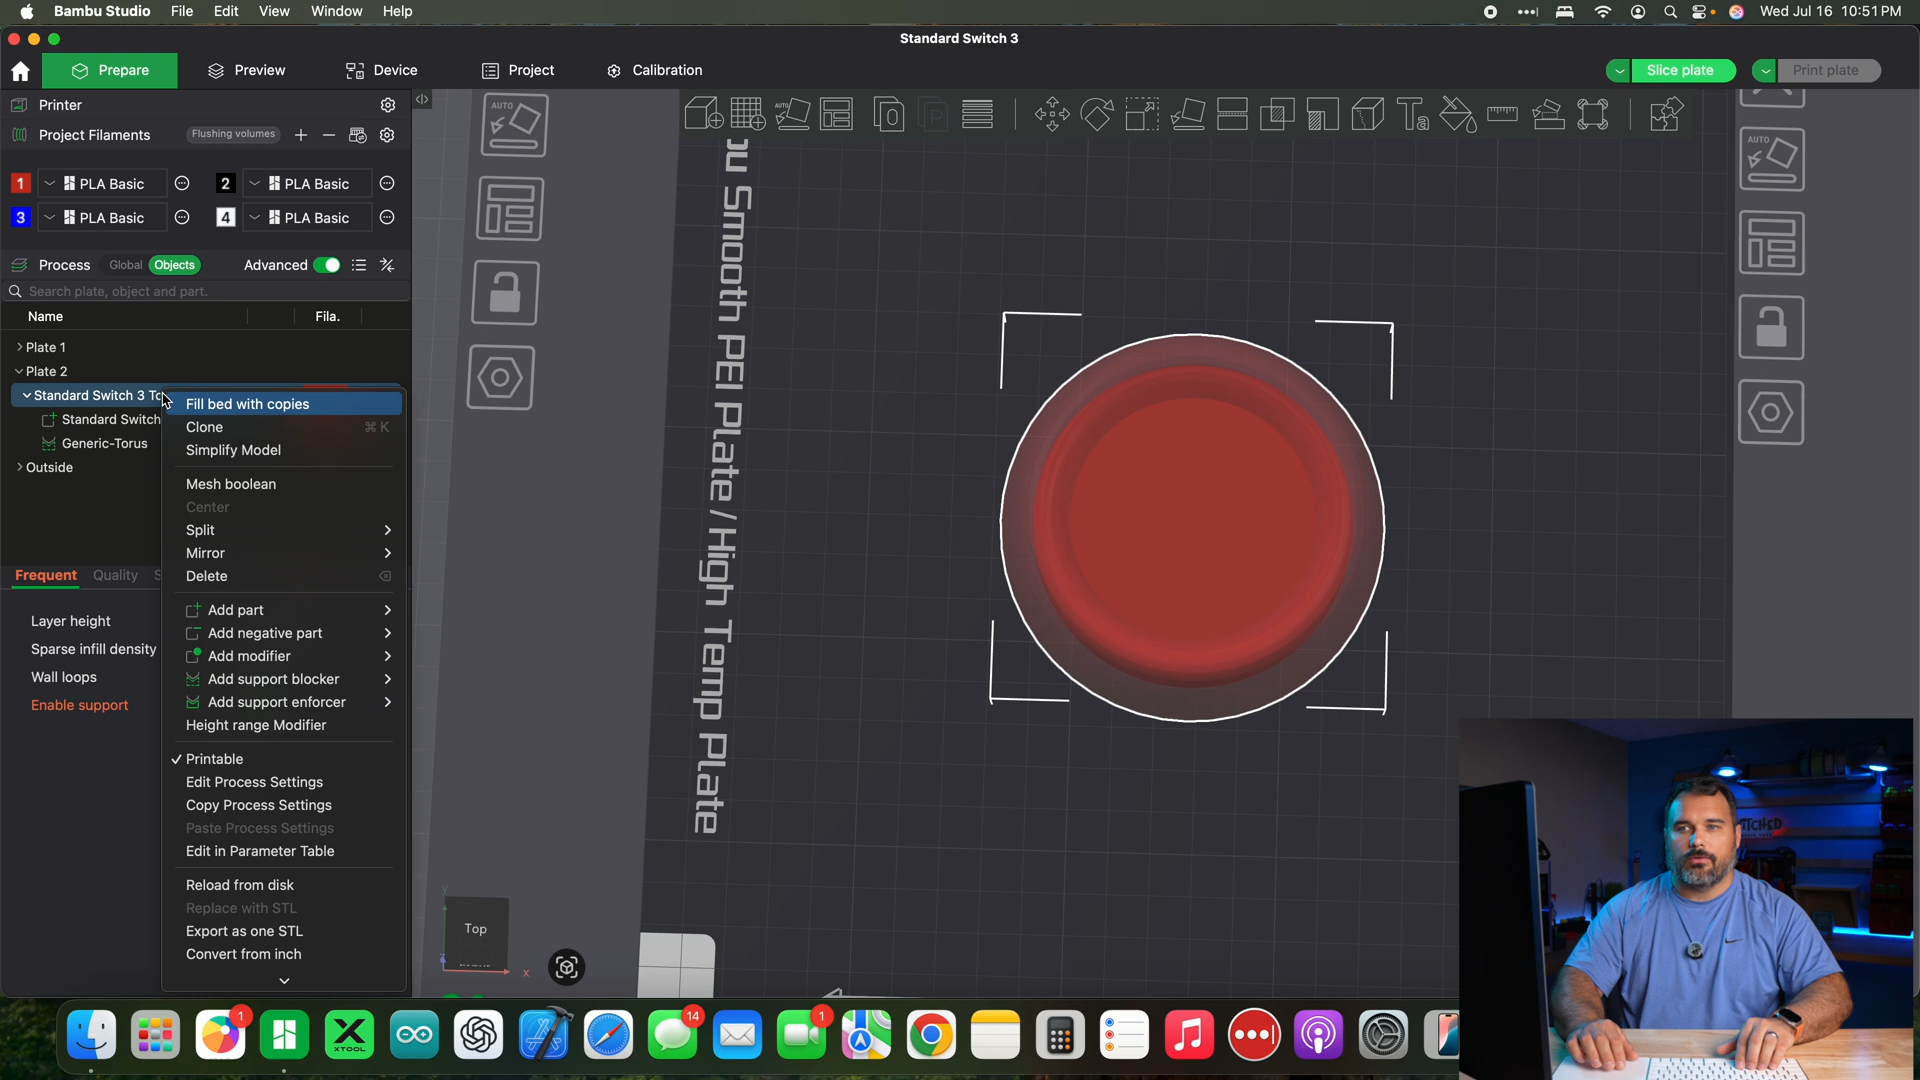 Bambu Studio File Edit View Window Help
Wed Jul 16 10:51 PM
Standard Switch 3
Prepare Preview Device Project Calibration
Slice plate Print plate
Printer
Project Filaments Flushing volumes
1 PLA Basic 2 PLA Basic
3 PLA Basic 4 PLA Basic
Process Global Objects Advanced
Search plate, object and part.
Name Fila.
Plate 1
Plate 2
Standard Switch 3
Standard Switch
Generic-Torus
Outside
Frequent Quality
Layer height
Sparse infill density
Wall loops
Enable support
Fill bed with copies
Clone ⌘ K
Simplify Model
Mesh boolean
Center
Split
Mirror
Delete
Add part
Add negative part
Add modifier
Add support blocker
Add support enforcer
Height range Modifier
Printable
Edit Process Settings
Copy Process Settings
Paste Process Settings
Edit in Parameter Table
Reload from disk
Replace with STL
Export as one STL
Convert from inch
AUTO
AUTO
AUTO
Smooth PEI Plate / High Temp Plate
Top
y
x
1
XTOOL
14
1